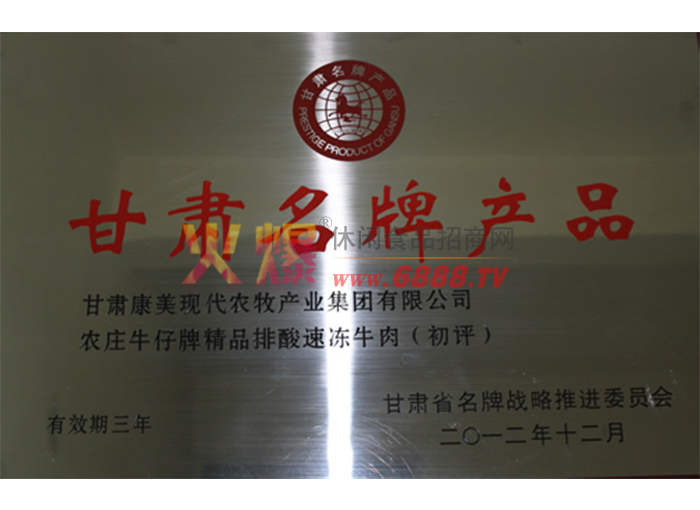 甘肃名牌产品
PRESTIGE PRODUCT OF GANSU
甘肃名牌产品
火爆®休闲食品招商网
www.6888.TV
甘肃康美现代农牧产业集团有限公司
农庄牛仔牌精品排酸速冻牛肉（初评）
有效期三年
甘肃省名牌战略推进委员会
二〇一二年十二月